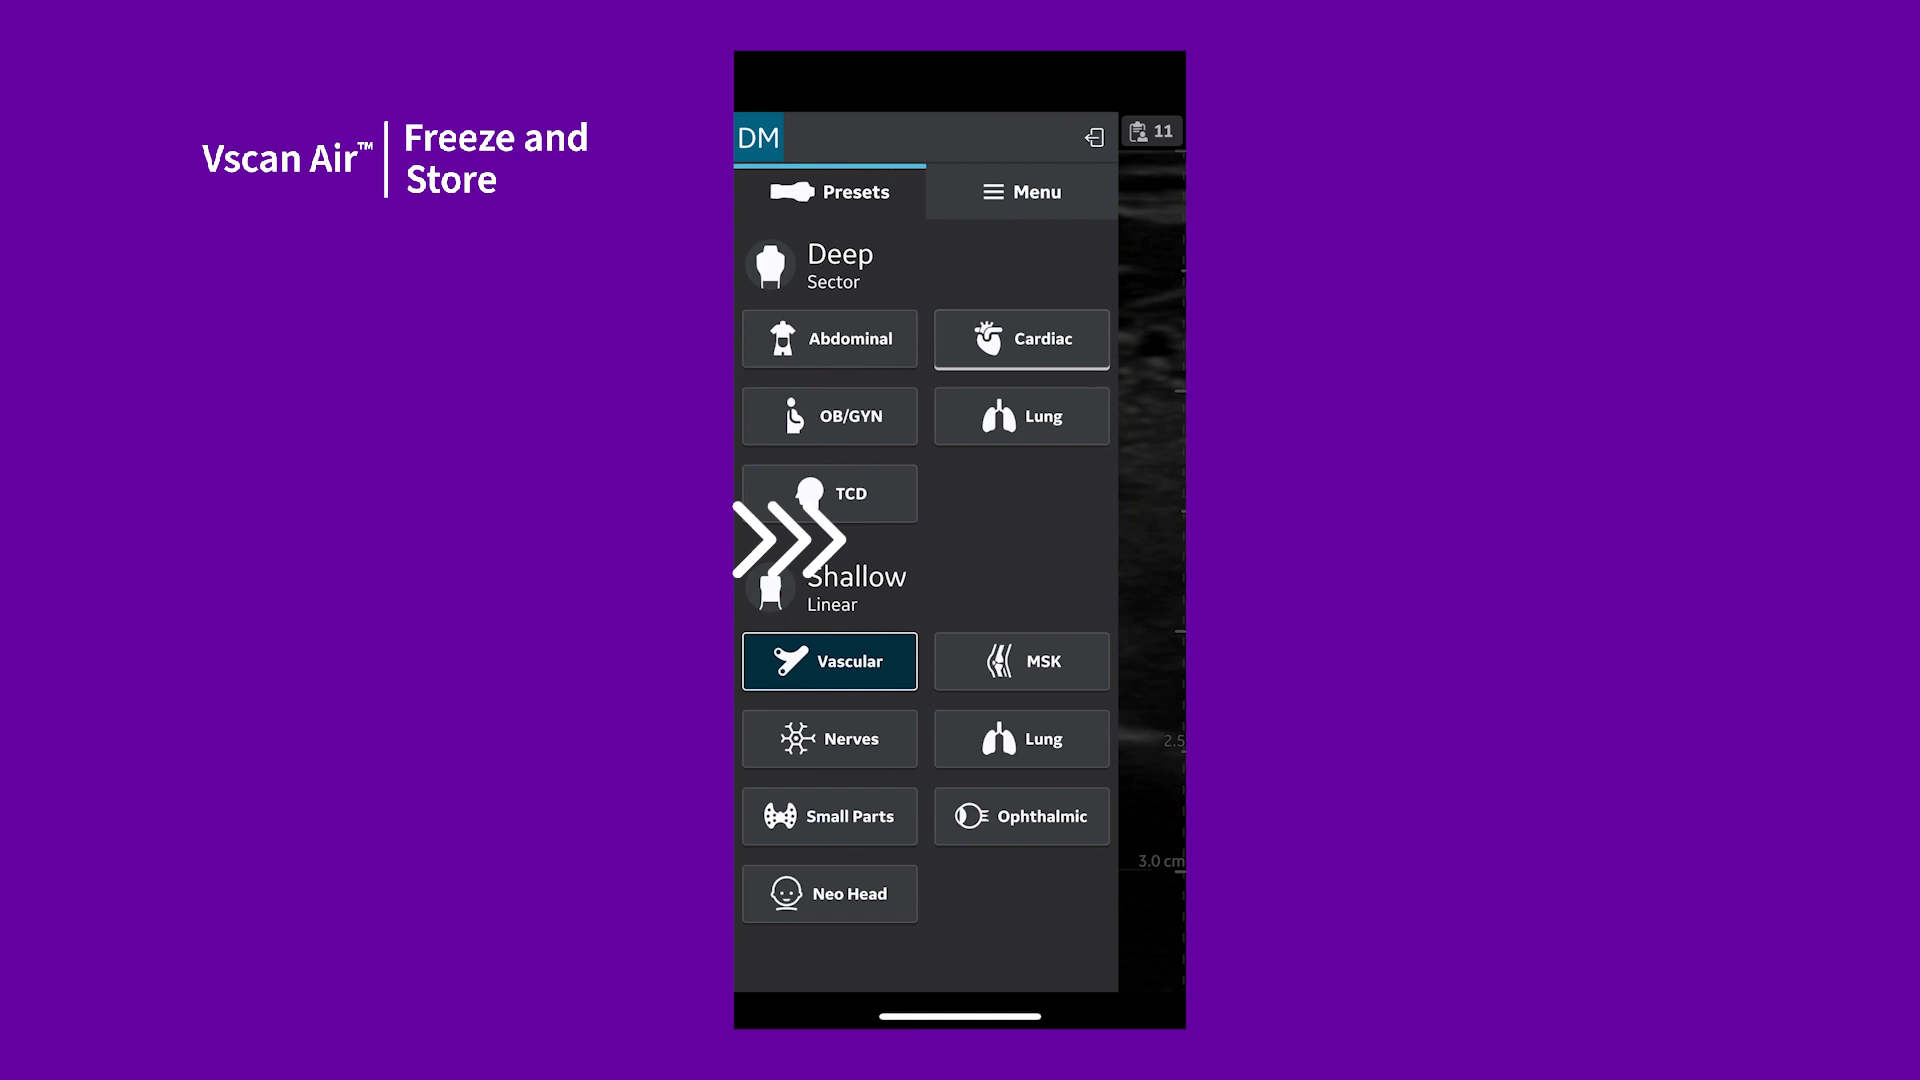 Vscan Air™
Freeze and
Store
DM
11
Presets
Menu
Deep
Sector
Abdominal
Cardiac
OB/GYN
Lung
TCD
Shallow
Linear
Vascular
MSK
Nerves
Lung
2.5
Small Parts
Ophthalmic
3.0 cm
Neo Head